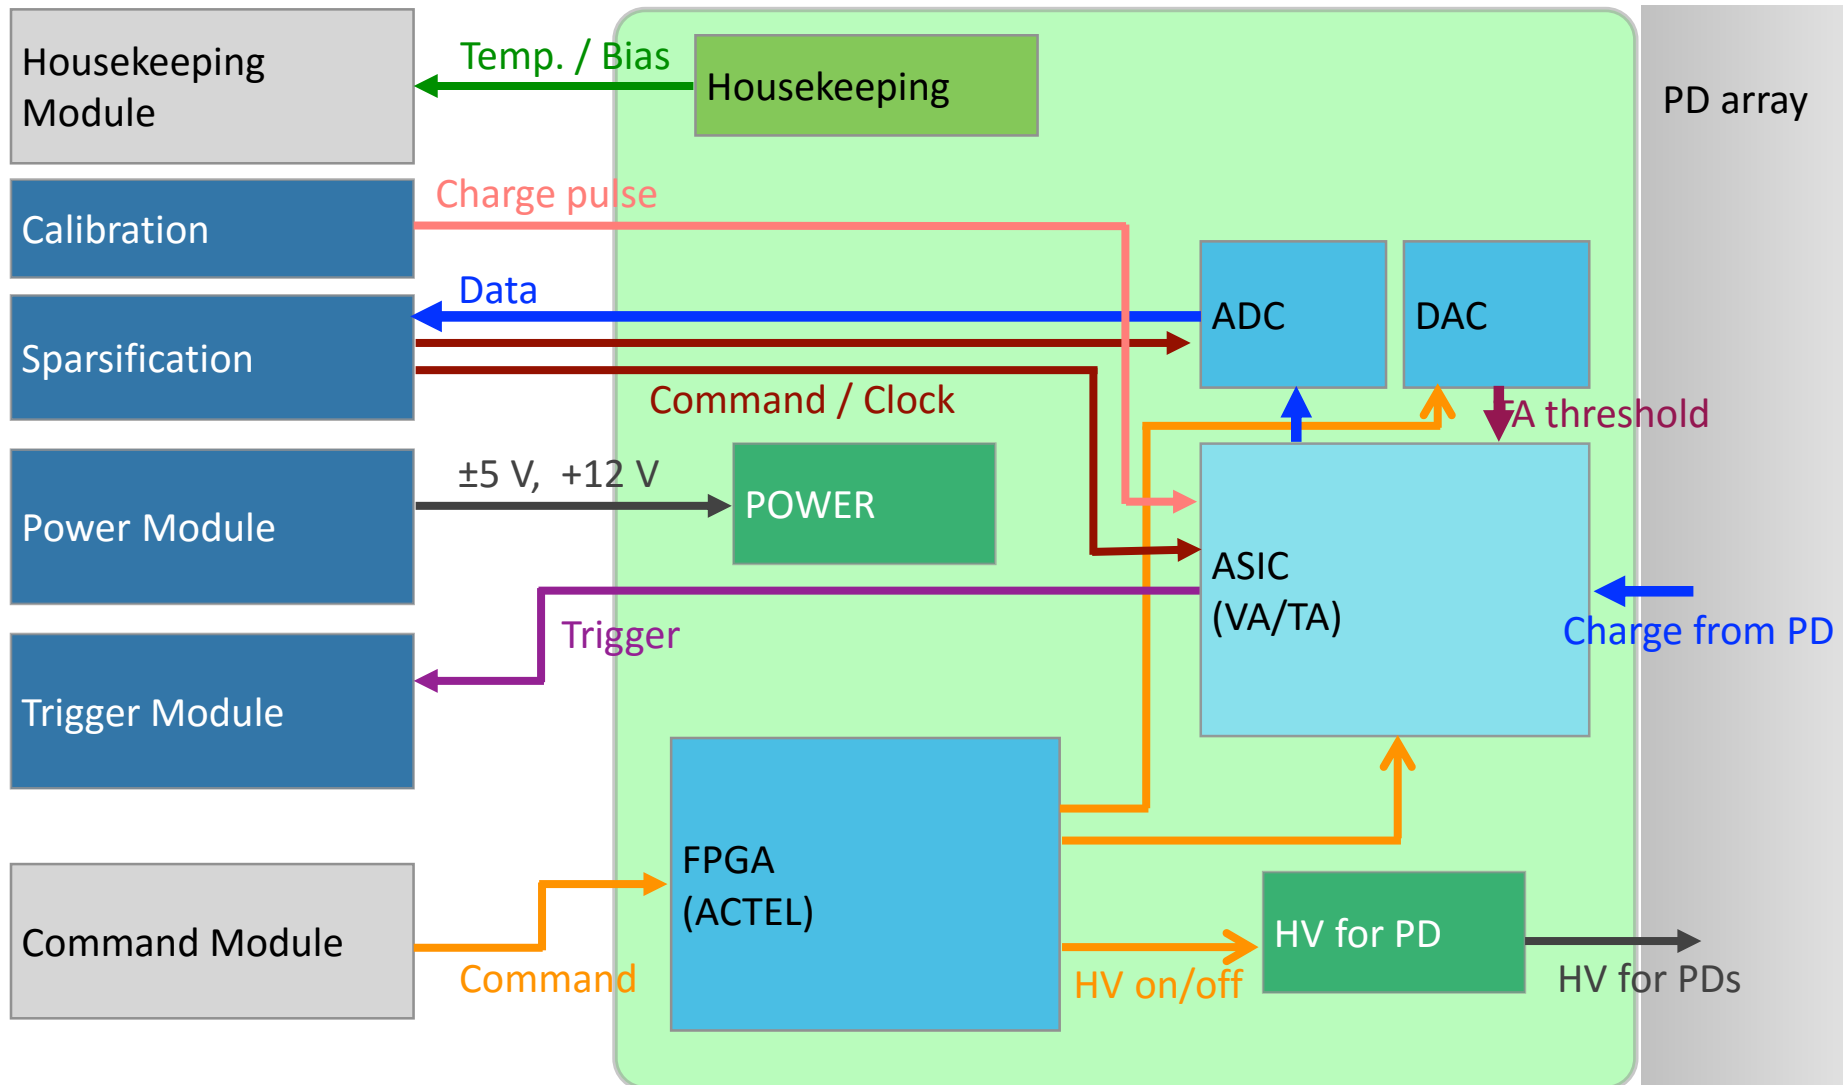 Housekeeping
Module
Temp. / Bias
Housekeeping
PD array
Calibration
Charge pulse
Sparsification
Data
Command / Clock
ADC
DAC
TA threshold
Power Module
±5 V, +12 V
POWER
ASIC
(VA/TA)
Charge from PD
Trigger Module
Trigger
FPGA
(ACTEL)
Command Module
Command
HV on/off
HV for PD
HV for PDs